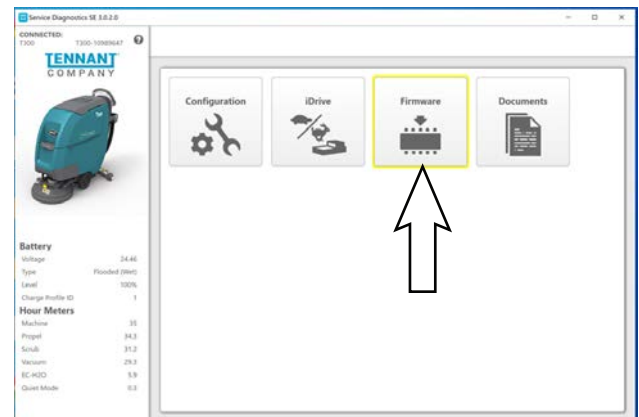 Service Diagnostics SE 3.0.2.0
CONNECTED:
T300 T300-10989647
TENNANT
COMPANY
Configuration
iDrive
Firmware
Documents
Battery
Voltage 24.46
Type Flooded (Wet)
Level 100%
Charge Profile ID 1
Hour Meters
Machine 35
Propel 34.3
Scrub 31.2
Vacuum 29.3
EC-H2O 5.9
Quiet Mode 0.3